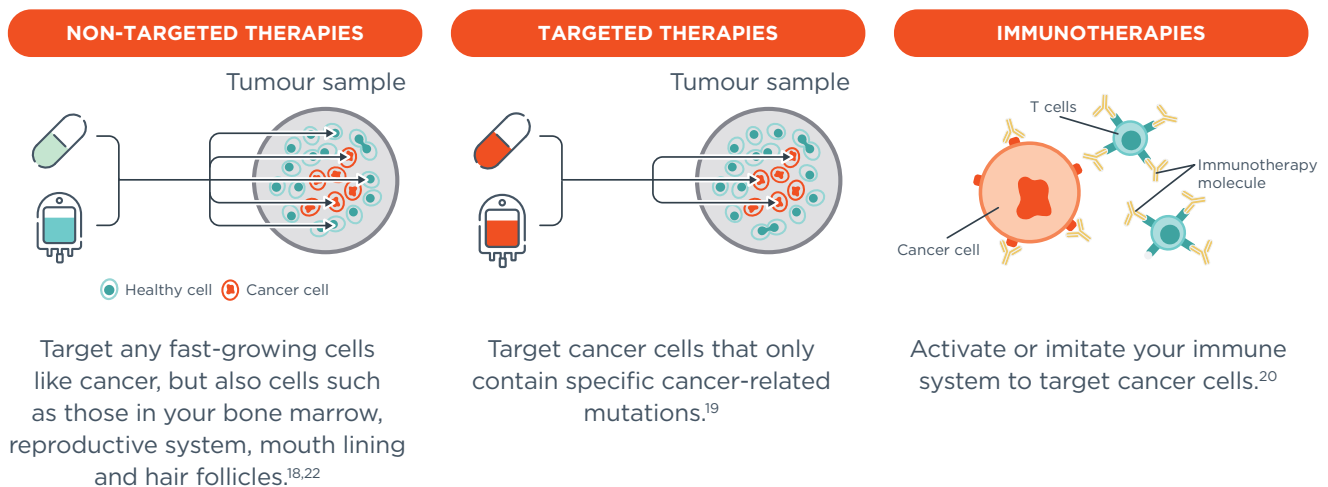 NON-TARGETED THERAPIES
Tumour sample
Healthy cell
Cancer cell
Target any fast-growing cells
like cancer, but also cells such
as those in your bone marrow,
reproductive system, mouth lining
and hair follicles.18,22
TARGETED THERAPIES
Tumour sample
Target cancer cells that only
contain specific cancer-related
mutations.19
IMMUNOTHERAPIES
T cells
Immunotherapy
molecule
Cancer cell
Activate or imitate your immune
system to target cancer cells.20